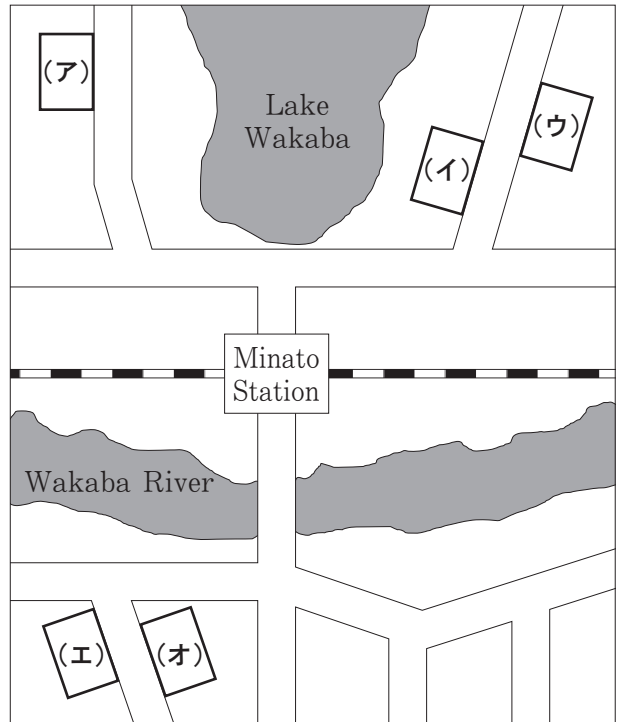 (ア)
Lake
Wakaba
(ウ)
(イ)
Minato
Station
Wakaba River
(エ)
(オ)